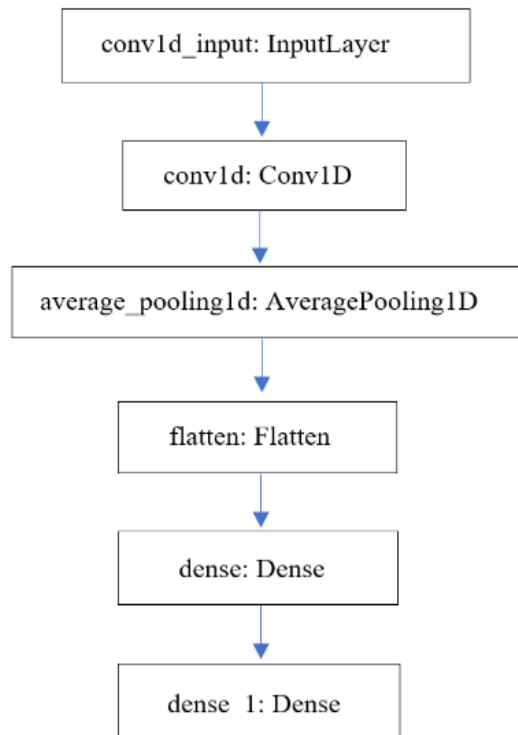 conv1d_input: InputLayer
conv1d: Conv1D
average_pooling1d: AveragePooling1D
flatten: Flatten
dense: Dense
dense_1: Dense